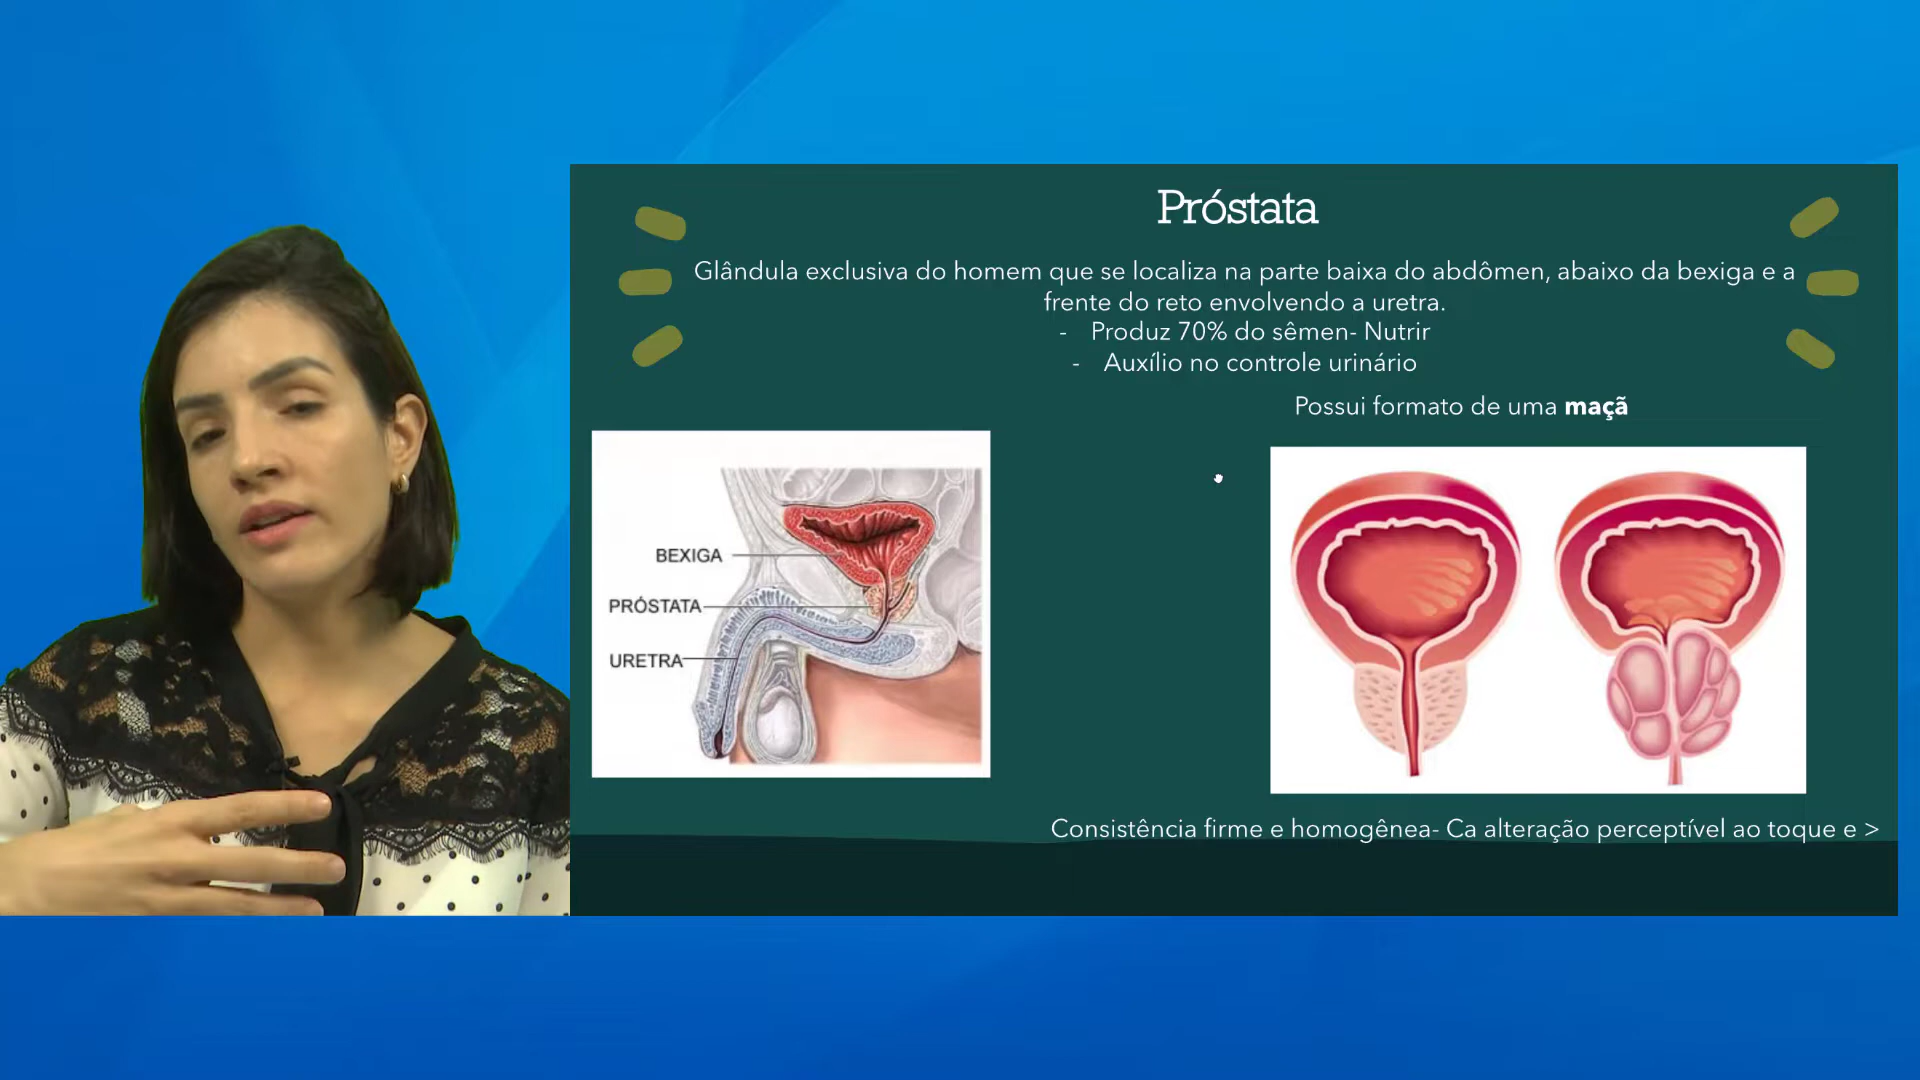 Próstata
Glândula exclusiva do homem que se localiza na parte baixa do abdômen, abaixo da bexiga e a
frente do reto envolvendo a uretra.
- Produz 70% do sêmen- Nutrir
- Auxílio no controle urinário
Possui formato de uma maçã
BEXIGA
PRÓSTATA
URETRA
Consistência firme e homogênea- Ca alteração perceptível ao toque e >